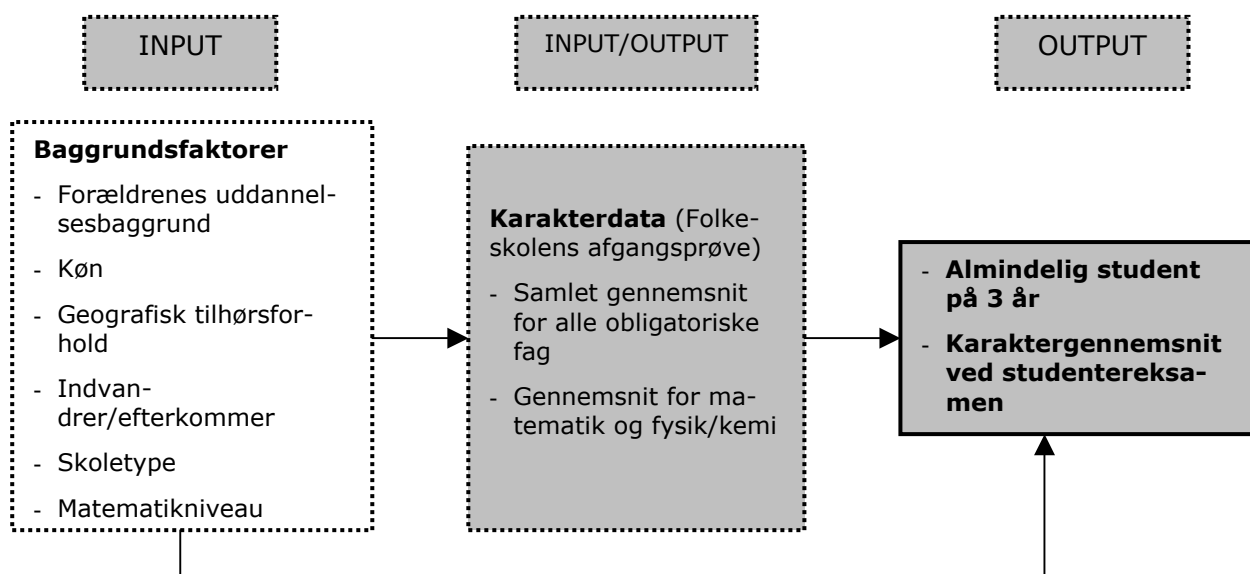 INPUT
INPUT/OUTPUT
OUTPUT
Baggrundsfaktorer
- Forældrenes uddannel-
sesbaggrund
- Køn
- Geografisk tilhørsfor-
hold
- Indvan-
drer/efterkommer
- Skoletype
- Matematikniveau
Karakterdata (Folke-
skolens afgangsprøve)
- Samlet gennemsnit
for alle obligatoriske
fag
- Gennemsnit for ma-
tematik og fysik/kemi
- Almindelig student
på 3 år
- Karaktergennemsnit
ved studentereksa-
men